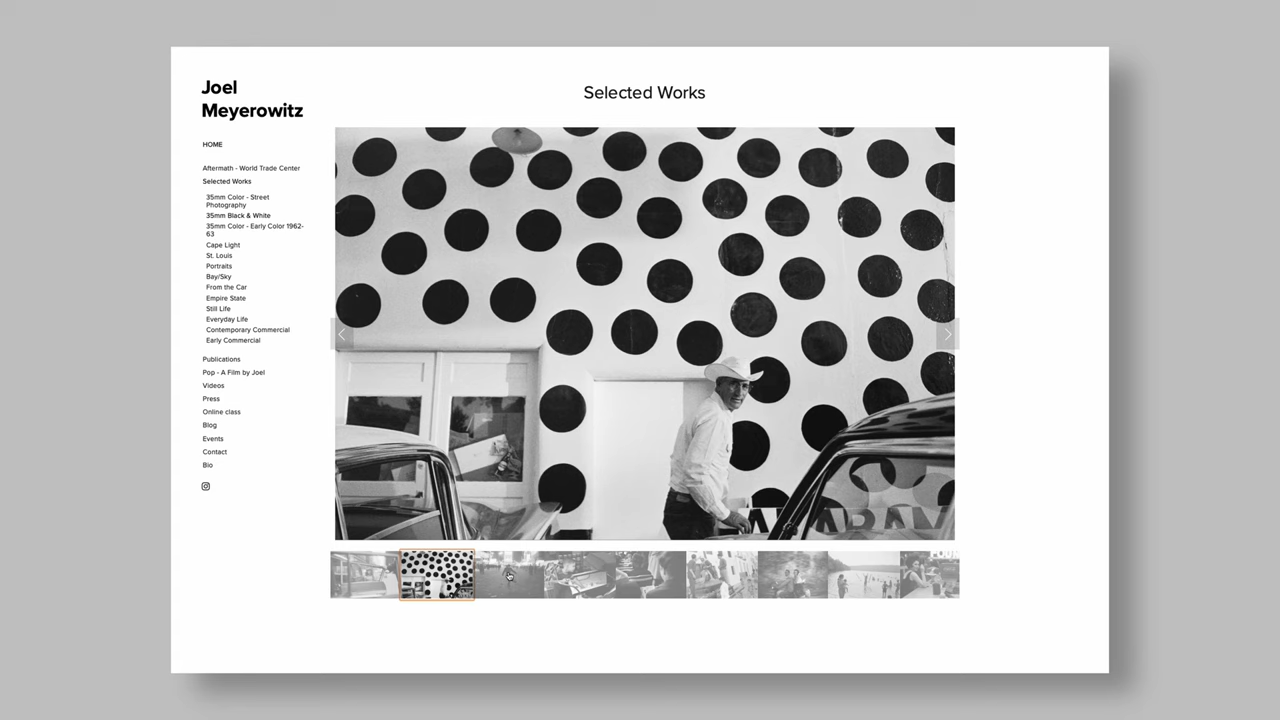 Joel
Meyerowitz
HOME
Aftermath - World Trade Center
Selected Works
35mm Color - Street
Photography
35mm Black & White
35mm Color - Early Color 1962-
63
Cape Light
St. Louis
Portraits
Bay/Sky
From the Car
Empire State
Still Life
Everyday Life
Contemporary Commercial
Early Commercial
Publications
Pop - A Film by Joel
Videos
Press
Online class
Blog
Events
Contact
Bio
Selected Works